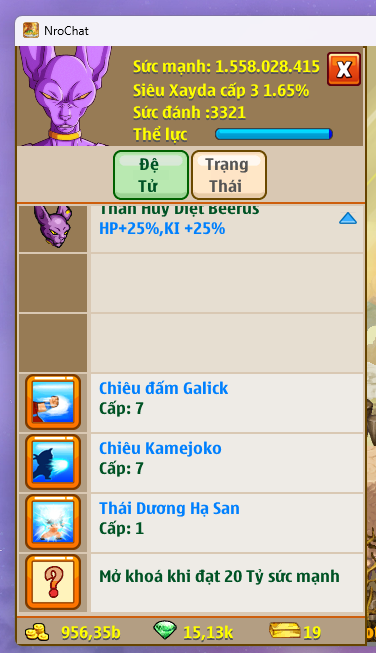 NroChat
Sức mạnh: 1.558.028.415
Siêu Xayda cấp 3 1.65%
Sức đánh :3321
Thể lực
X
Đệ
Tử
Trạng
Thái
Thần Huỷ Diệt Beerus
HP+25%,KI +25%
Chiêu đấm Galick
Cấp: 7
Chiêu Kamejoko
Cấp: 7
Thái Dương Hạ San
Cấp: 1
?
Mở khoá khi đạt 20 Tỷ sức mạnh
956,35b
15,13k
19